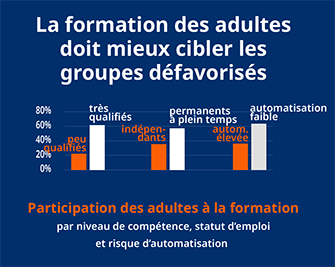 La formation des adultes
doit mieux cibler les
groupes défavorisés
80%
60%
40%
20%
0%
peu
qualifiés
très
qualifiés
indépen-
dants
permanents
à plein temps
autom.
élevée
automatisation
faible
Participation des adultes à la formation
par niveau de compétence, statut d'emploi
et risque d'automatisation